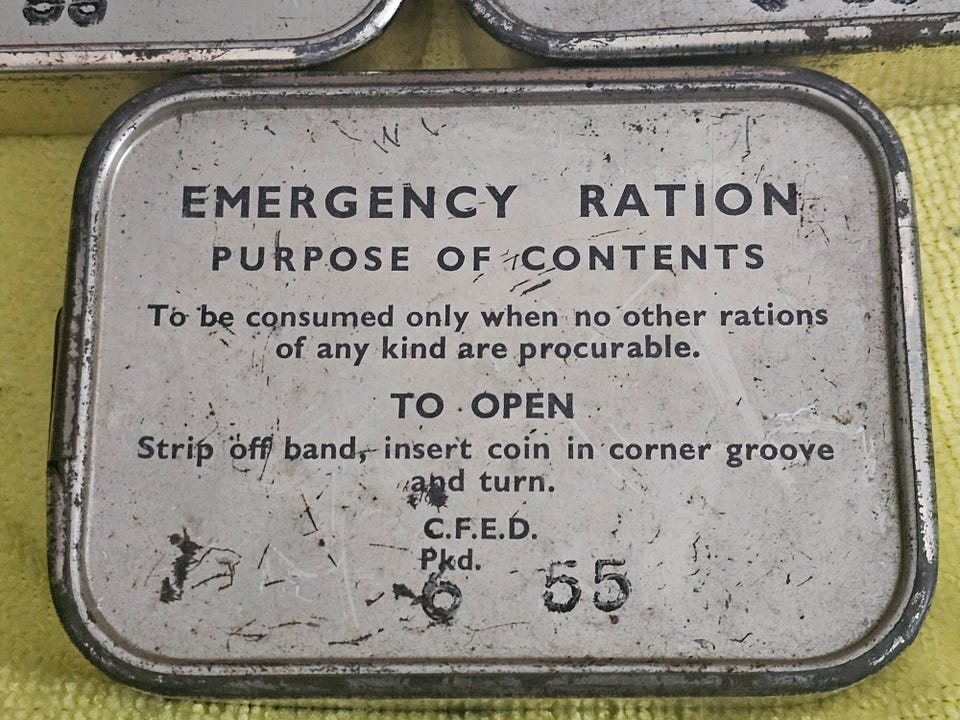 55
EMERGENCY RATION
PURPOSE OF CONTENTS
To be consumed only when no other rations
of any kind are procurable.
TO OPEN
Strip off band, insert coin in corner groove
and turn.
C.F.E.D.
Pkd.
6 55